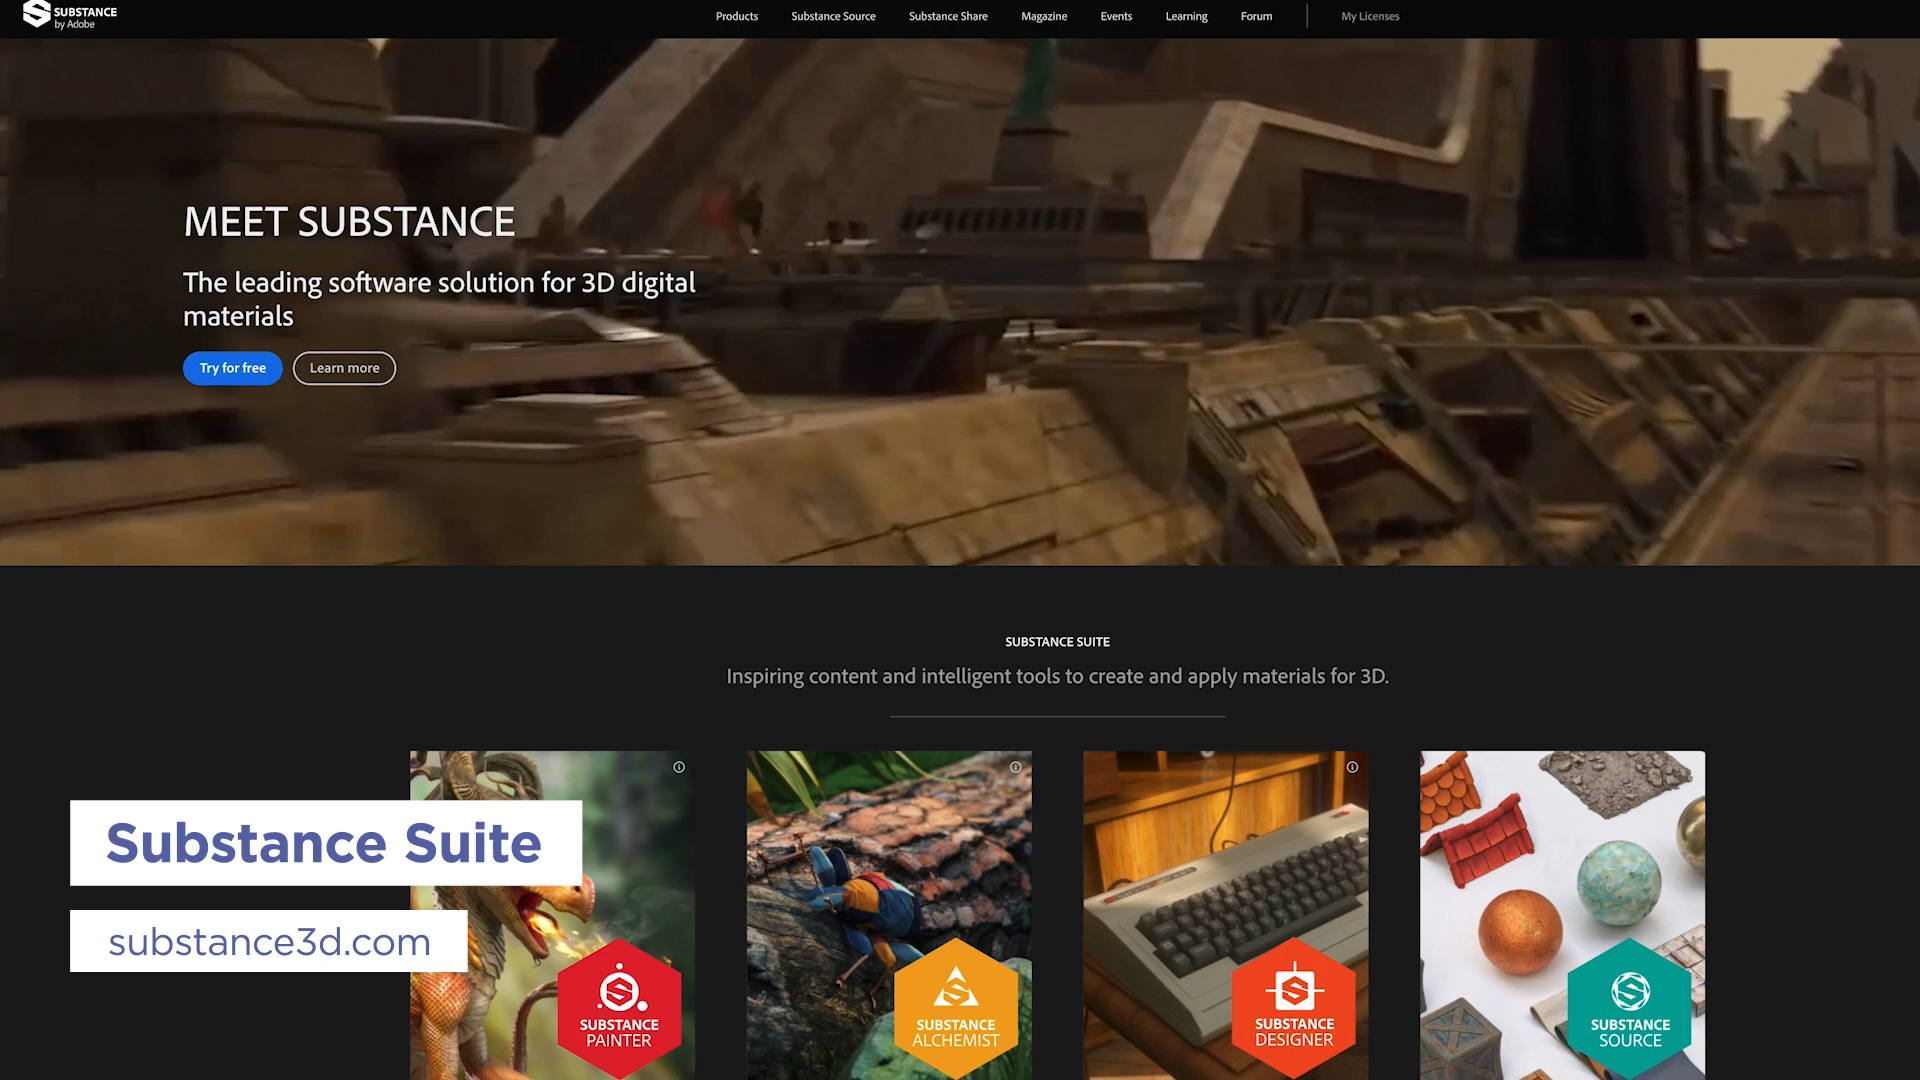 SUBSTANCE
by Adobe
Products
Substance Source
Substance Share
Magazine
Events
Learning
Forum
My Licenses
MEET SUBSTANCE
The leading software solution for 3D digital
materials
Try for free
Learn more
SUBSTANCE SUITE
Inspiring content and intelligent tools to create and apply materials for 3D.
Substance Suite
substance3d.com
SUBSTANCE
PAINTER
SUBSTANCE
ALCHEMIST
SUBSTANCE
DESIGNER
SUBSTANCE
SOURCE